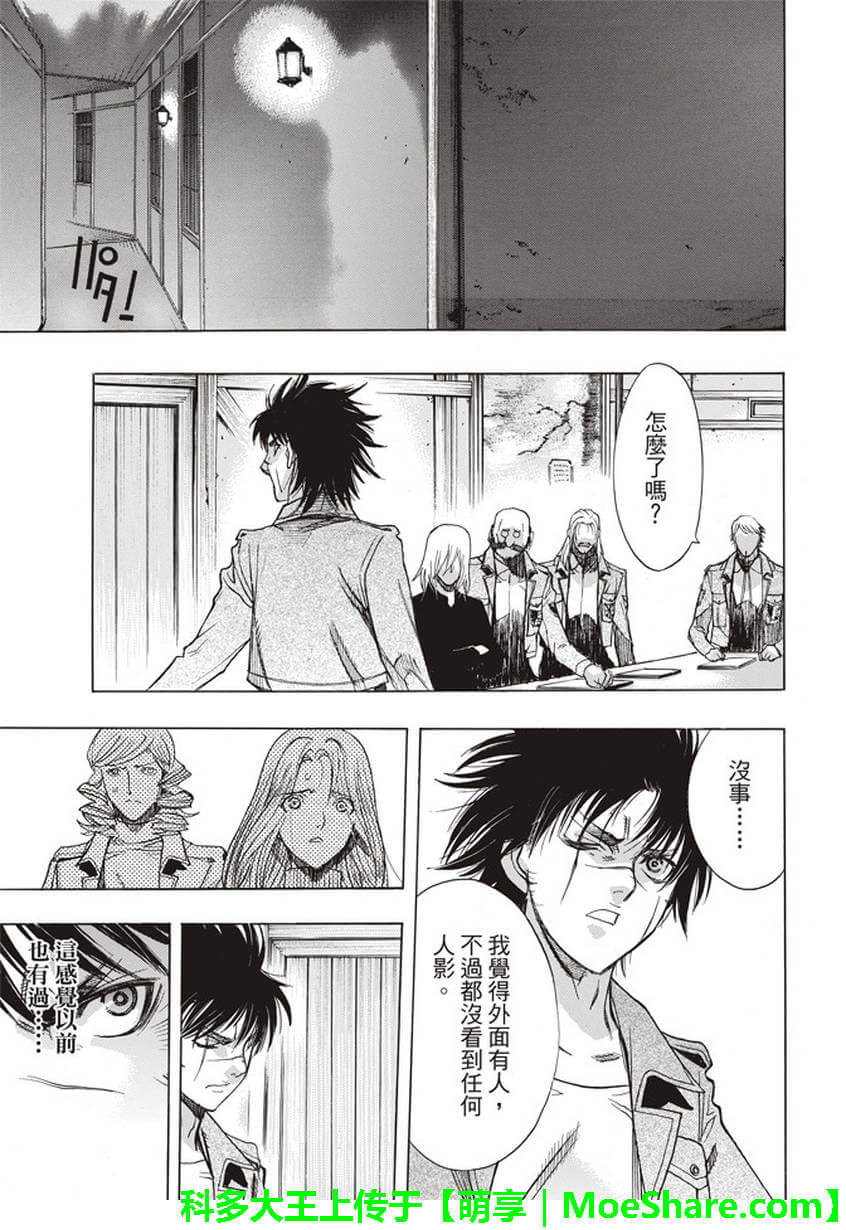 啪!
怎麼了嗎？
沒事……
我覺得外面有人，
不過都沒看到任何
人影。
這感覺以前
也有過……
科多大王上传于【萌享｜MoeShare.com】